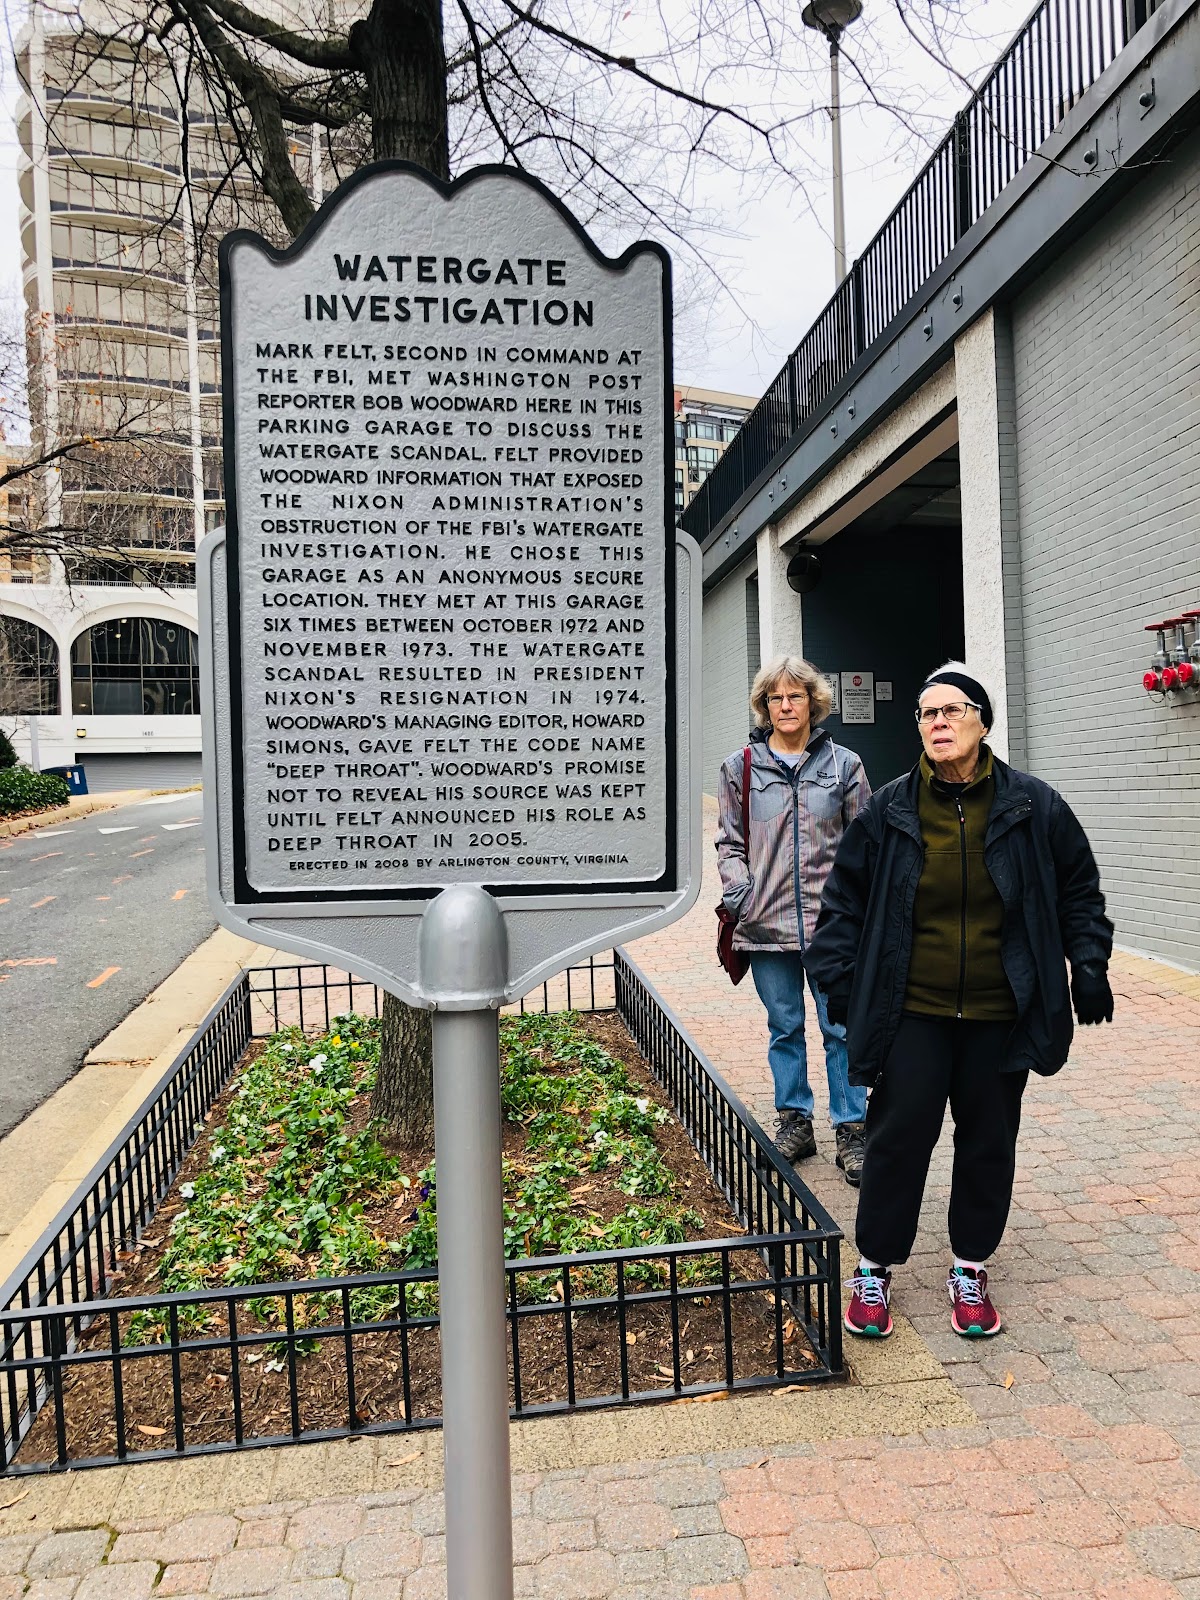 WATERGATE
INVESTIGATION
MARK FELT, SECOND IN COMMAND AT
THE FBI, MET WASHINGTON POST
REPORTER BOB WOODWARD HERE IN THIS
PARKING GARAGE TO DISCUSS THE
WATERGATE SCANDAL. FELT PROVIDED
WOODWARD INFORMATION THAT EXPOSED
THE NIXON ADMINISTRATION'S
OBSTRUCTION OF THE FBI'S WATERGATE
INVESTIGATION. HE CHOSE THIS
GARAGE AS AN ANONYMOUS SECURE
LOCATION. THEY MET AT THIS GARAGE
SIX TIMES BETWEEN OCTOBER 1972 AND
NOVEMBER 1973. THE WATERGATE
SCANDAL RESULTED IN PRESIDENT
NIXON'S RESIGNATION IN 1974.
WOODWARD'S MANAGING EDITOR, HOWARD
SIMONS, GAVE FELT THE CODE NAME
"DEEP THROAT". WOODWARD'S PROMISE
NOT TO REVEAL HIS SOURCE WAS KEPT
UNTIL FELT ANNOUNCED HIS ROLE AS
DEEP THROAT IN 2005.
ERECTED IN 2008 BY ARLINGTON COUNTY, VIRGINIA
STOP